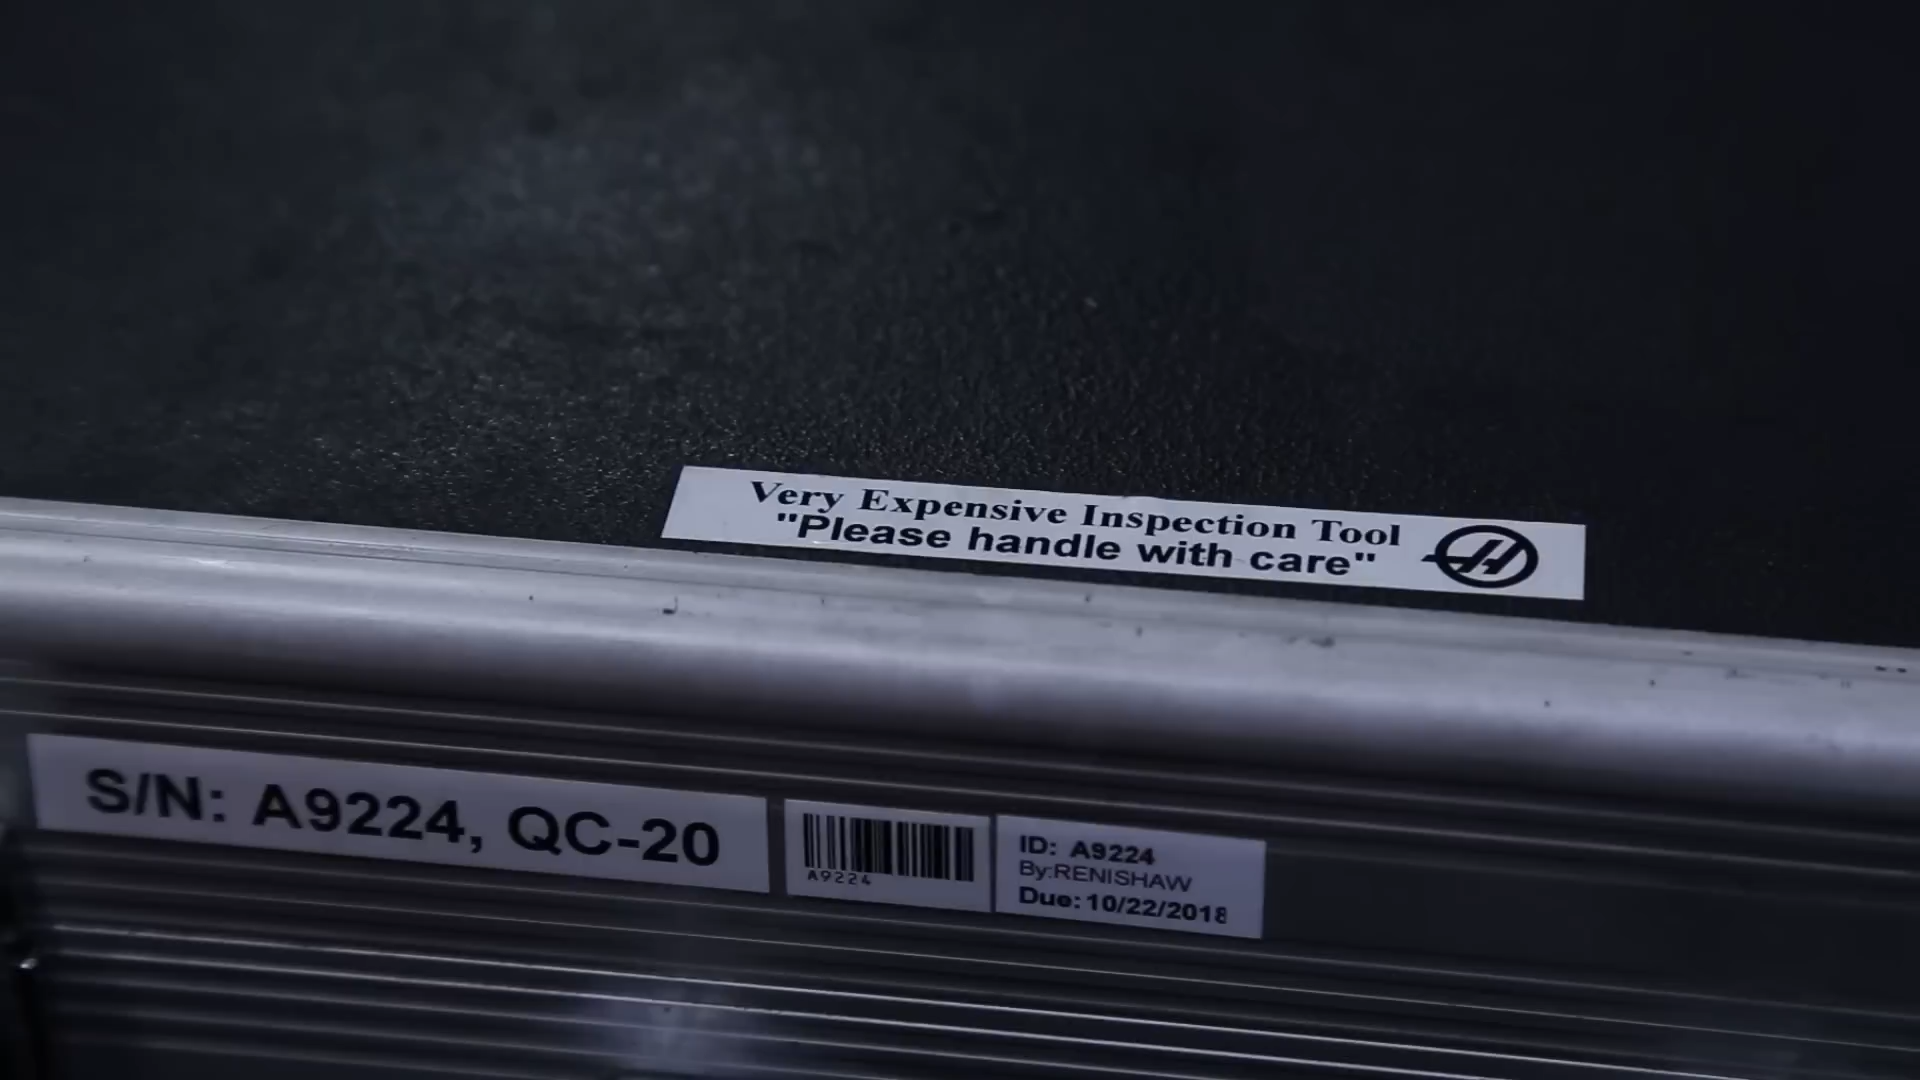 Very Expensive Inspection Tool
"Please handle with care"
S/N: A9224, QC-20
A9224
ID: A9224
By:RENISHAW
Due:10/22/2018